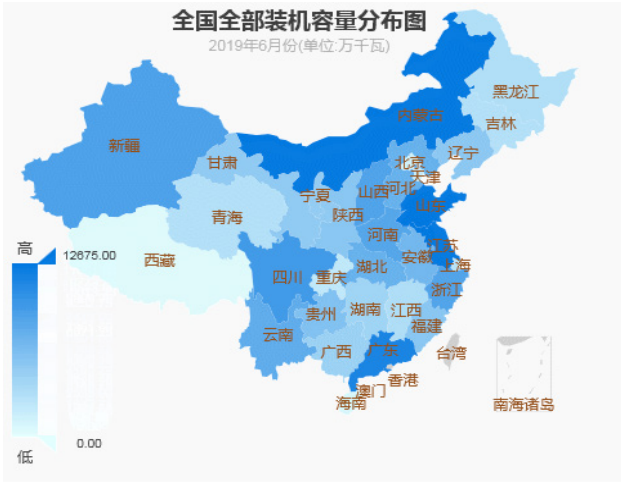 全国全部装机容量分布图
2019年6月份(单位:万千瓦)
黑龙江
内蒙古
吉林
新疆
辽宁
甘肃
北京
天津
宁夏
山西
河北
山东
青海
陕西
河南
江苏
高
12675.00
西藏
安徽
上海
四川
重庆
湖北
浙江
贵州
湖南
江西
福建
云南
广西
广东
台湾
香港
澳门
海南
南海诸岛
0.00
低